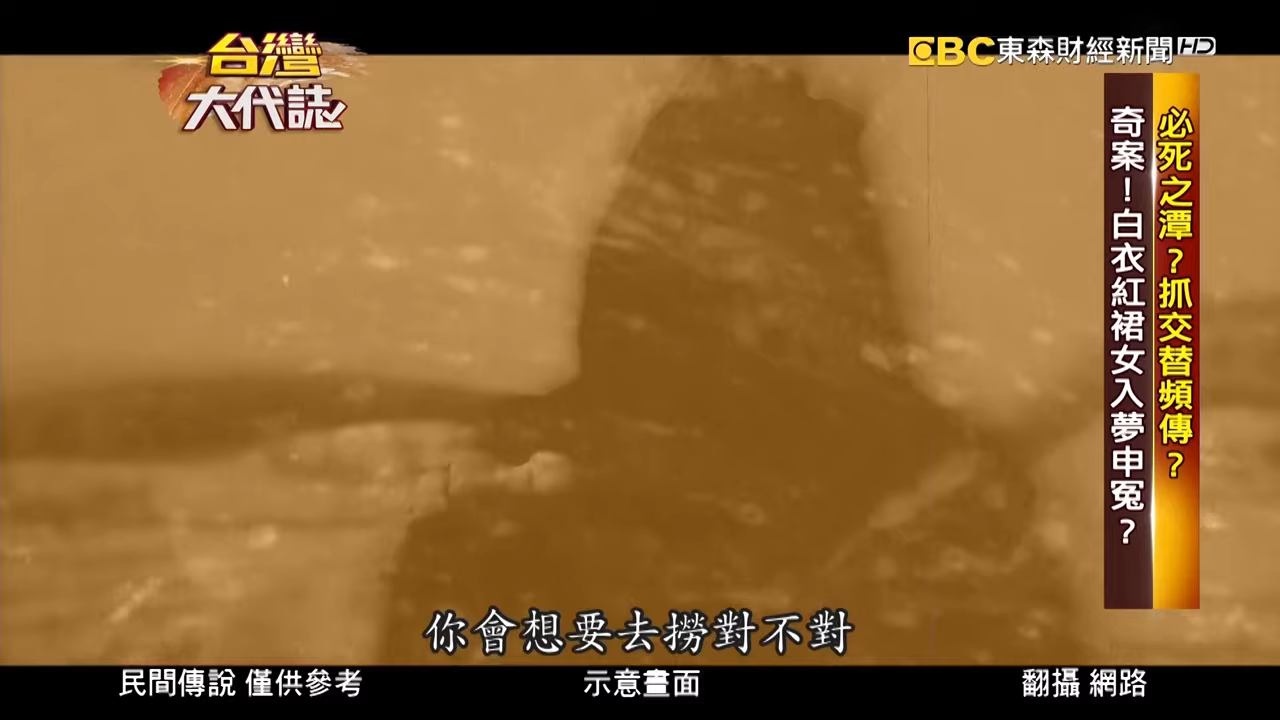 台灣
大代誌
EBC東森財經新聞HD
必死之潭？抓交替頻傳？
奇案！白衣紅裙女入夢申冤？
你會想要去撈對不對
民間傳說 僅供參考
示意畫面
翻攝 網路